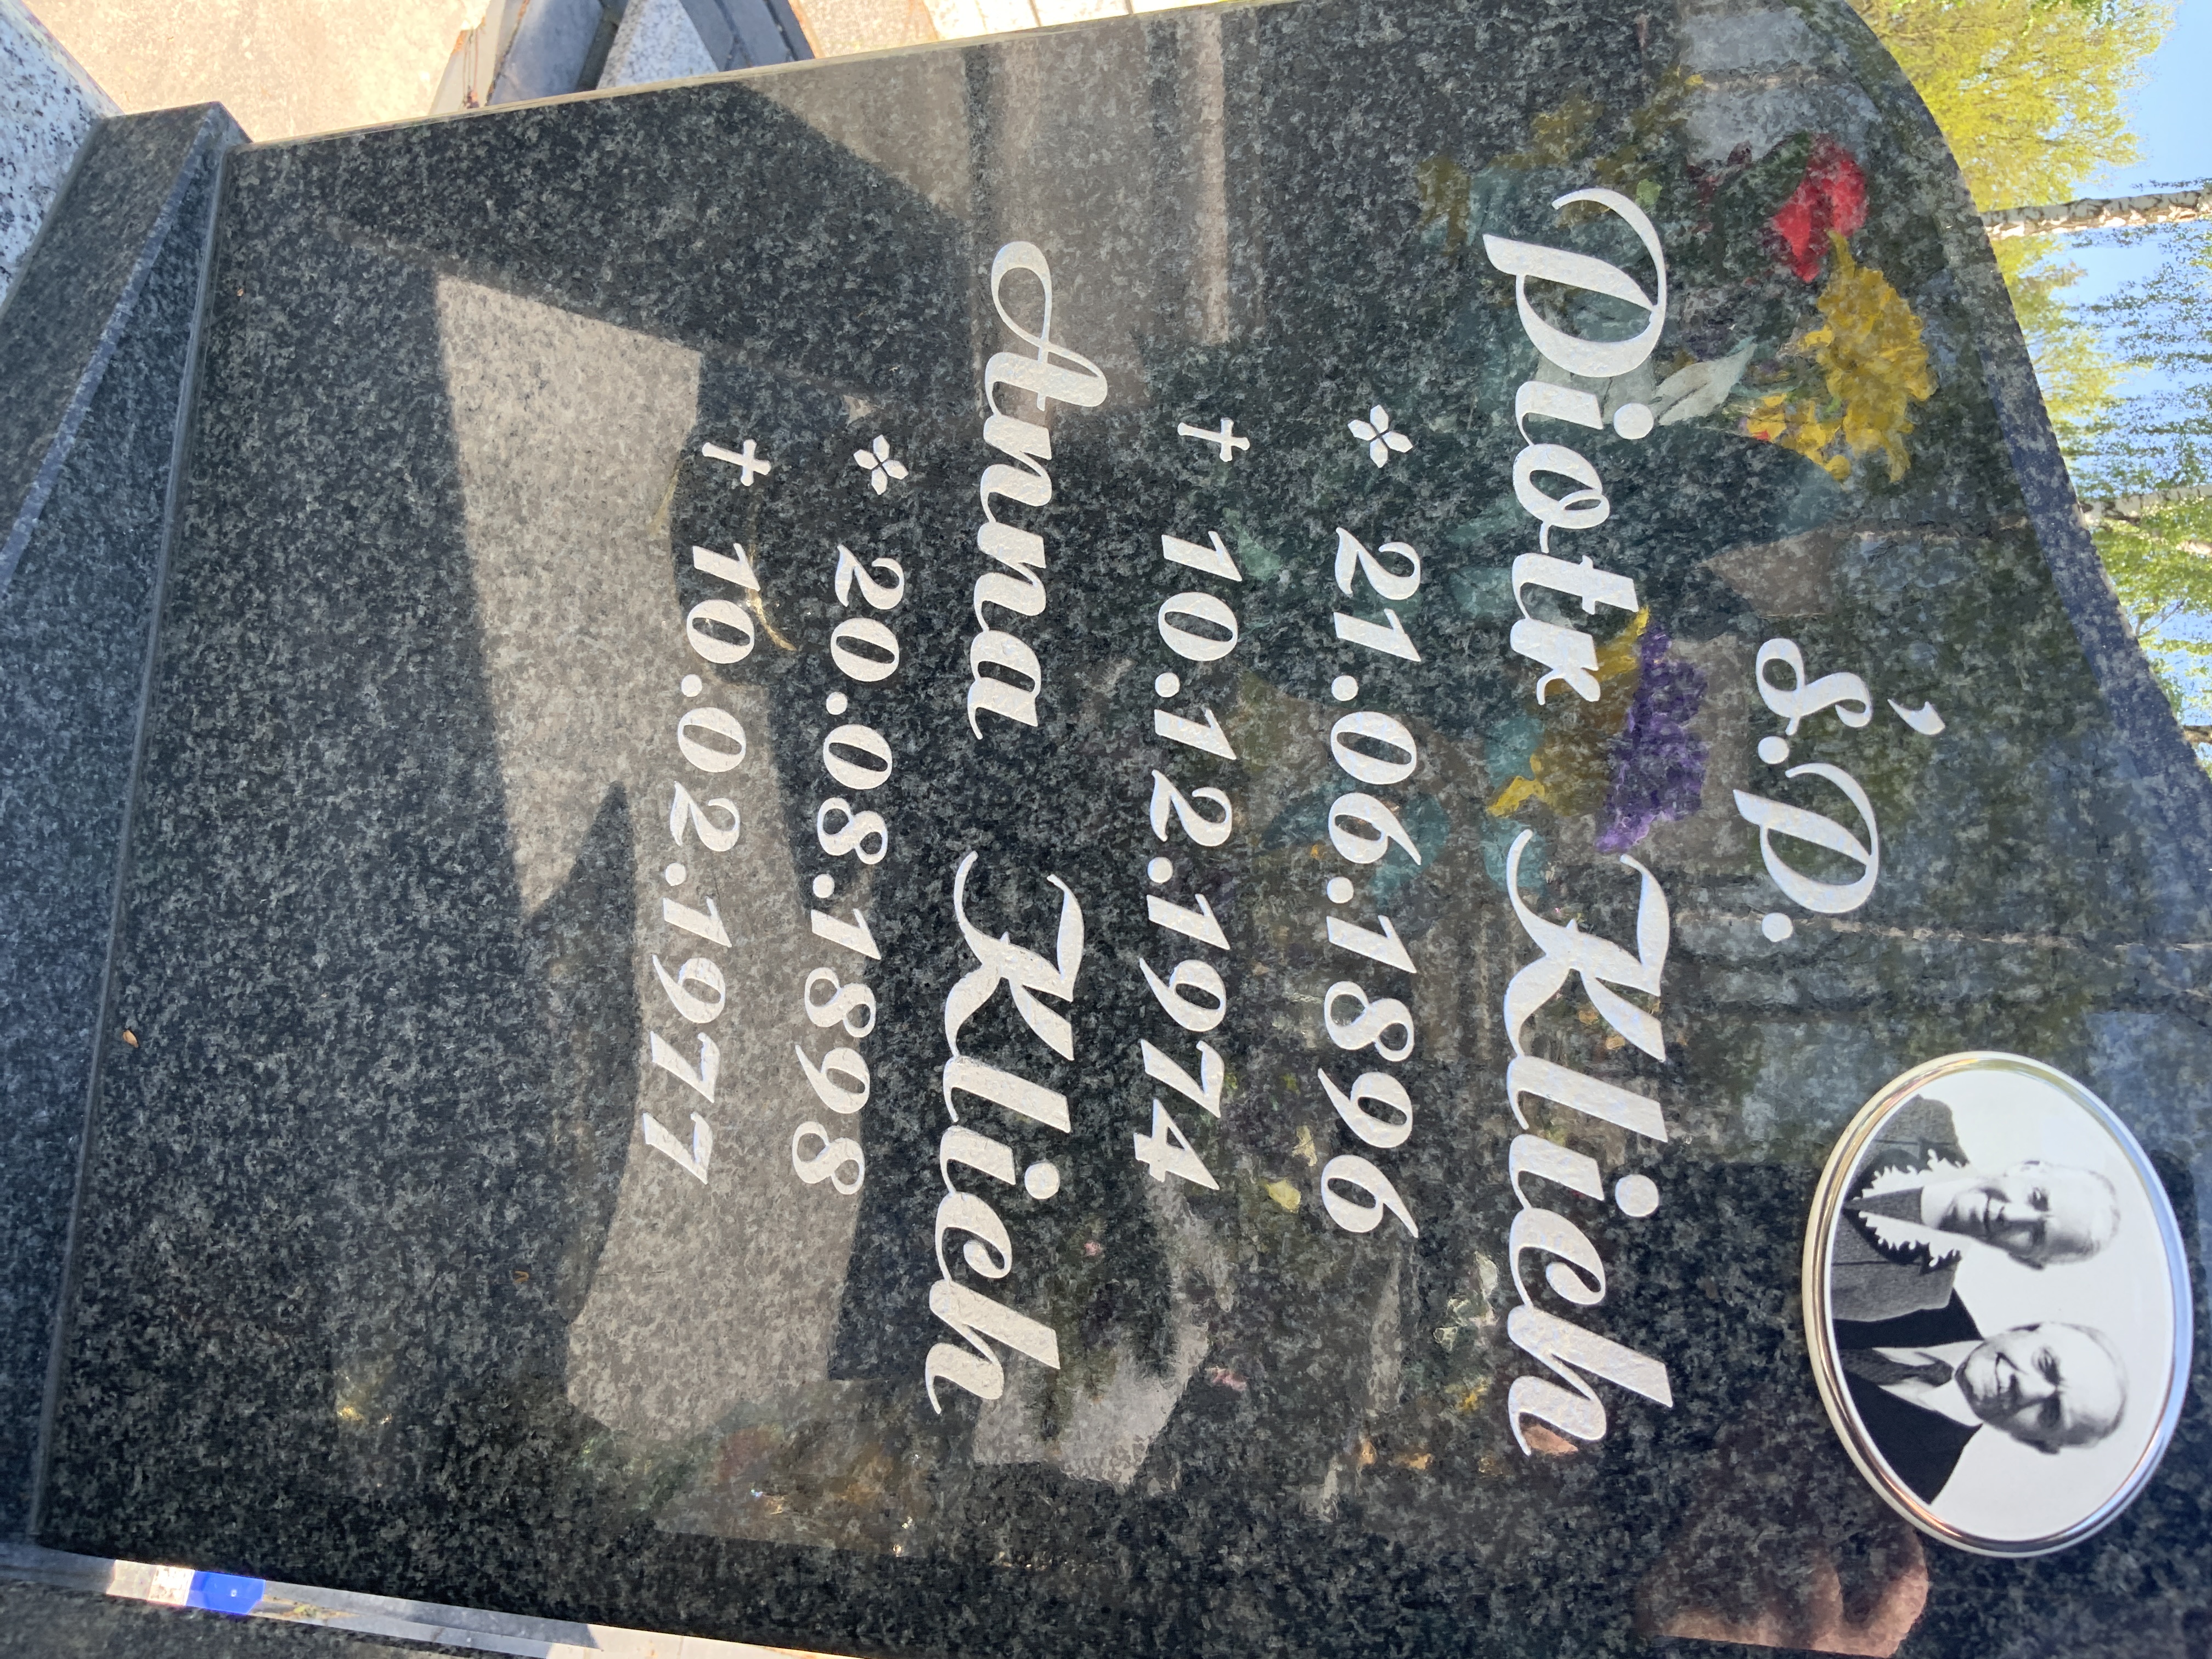 Ś.P.
Piotr Klich
21.06.1896
† 10.12.1974
Anna Klich
20.08.1898
† 10.02.1977